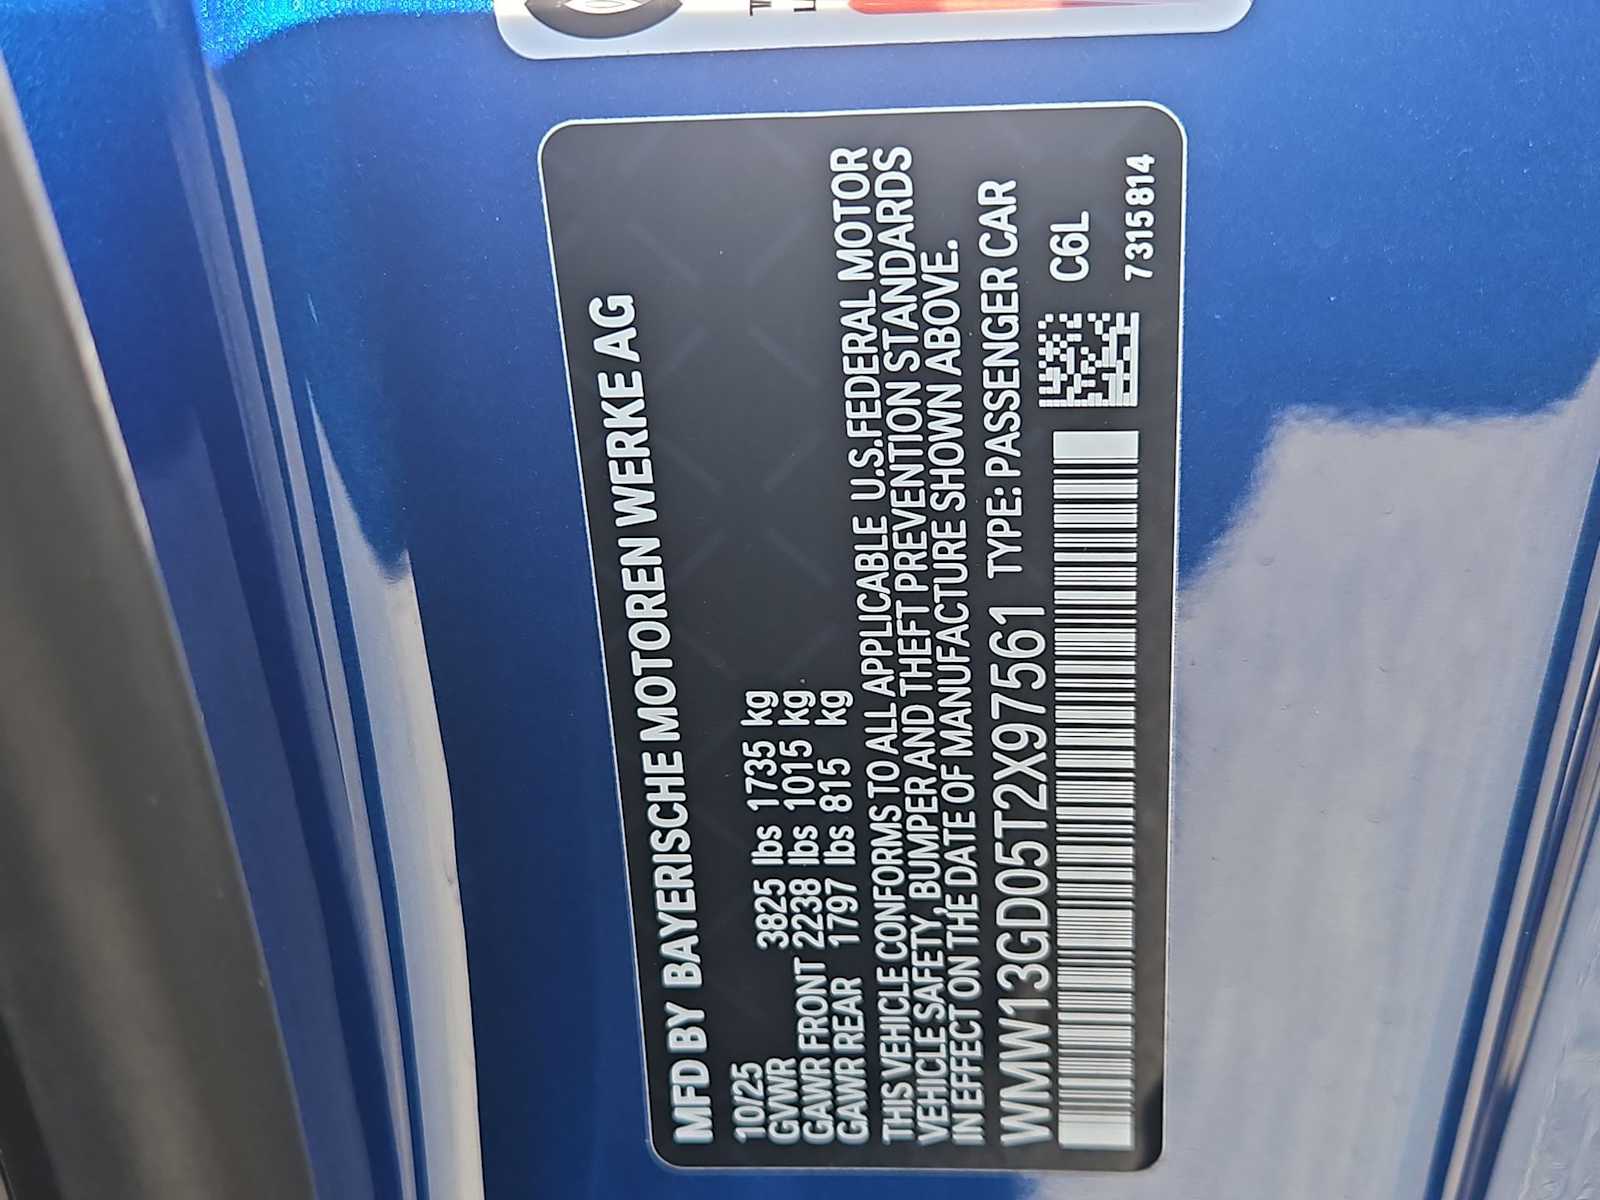 MFD BY BAYERISCHE MOTOREN WERKE AG
10/25
GVWR 3825 lbs 1735 kg
GAWR FRONT 2238 lbs 1015 kg
GAWR REAR 1797 lbs 815 kg
THIS VEHICLE CONFORMS TO ALL APPLICABLE U.S.FEDERAL MOTOR
VEHICLE SAFETY, BUMPER AND THEFT PREVENTION STANDARDS
IN EFFECT ON THE DATE OF MANUFACTURE SHOWN ABOVE.
WMW13GD05T2X97561 TYPE: PASSENGER CAR
C6L
7315814